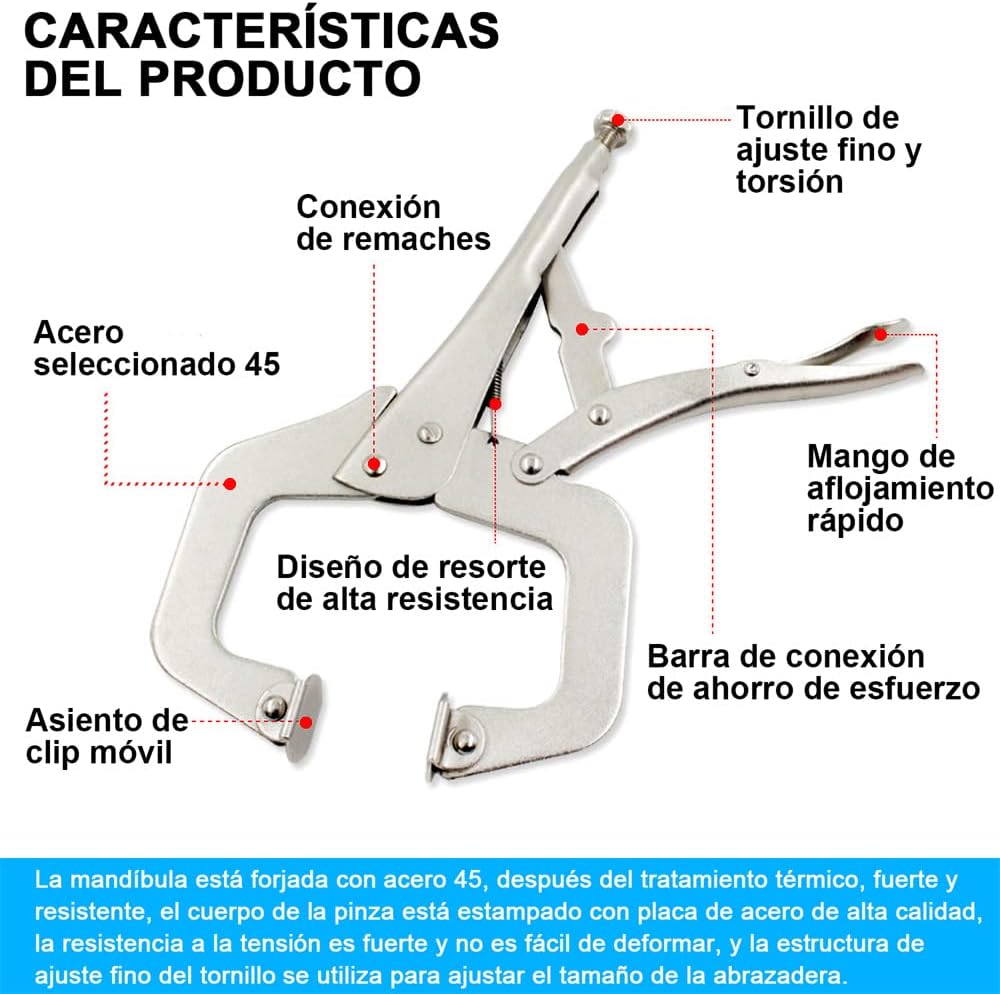 CARACTERÍSTICAS
DEL PRODUCTO
Tornillo de
ajuste fino y
torsión
Conexión
de remaches
Acero
seleccionado 45
Mango de
aflojamiento
rápido
Diseño de resorte
de alta resistencia
Barra de conexión
de ahorro de esfuerzo
Asiento de
clip móvil
La mandíbula está forjada con acero 45, después del tratamiento térmico, fuerte y
resistente, el cuerpo de la pinza está estampado con placa de acero de alta calidad,
la resistencia a la tensión es fuerte y no es fácil de deformar, y la estructura de
ajuste fino del tornillo se utiliza para ajustar el tamaño de la abrazadera.